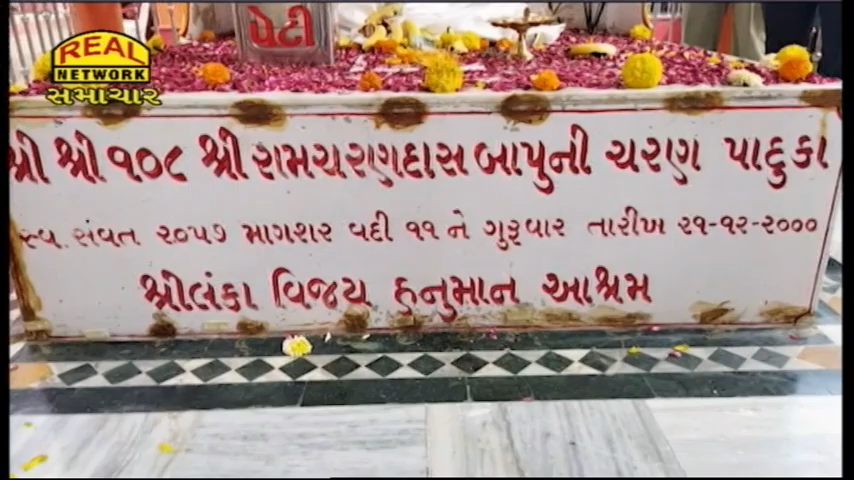 પેટી
REAL
NETWORK
સમાચાર
શ્રી શ્રી ૧૦૮ શ્રી રામચરણદાસ બાપુની ચરણ પાદુકા
સ્વ. સંવત ૨૦૫૭ માગશર વદી ૧૧ ને ગુરૂવાર તારીખ ૨૧-૧૨-૨૦૦૦
શ્રીલંકા વિજય હનુમાન આશ્રમ